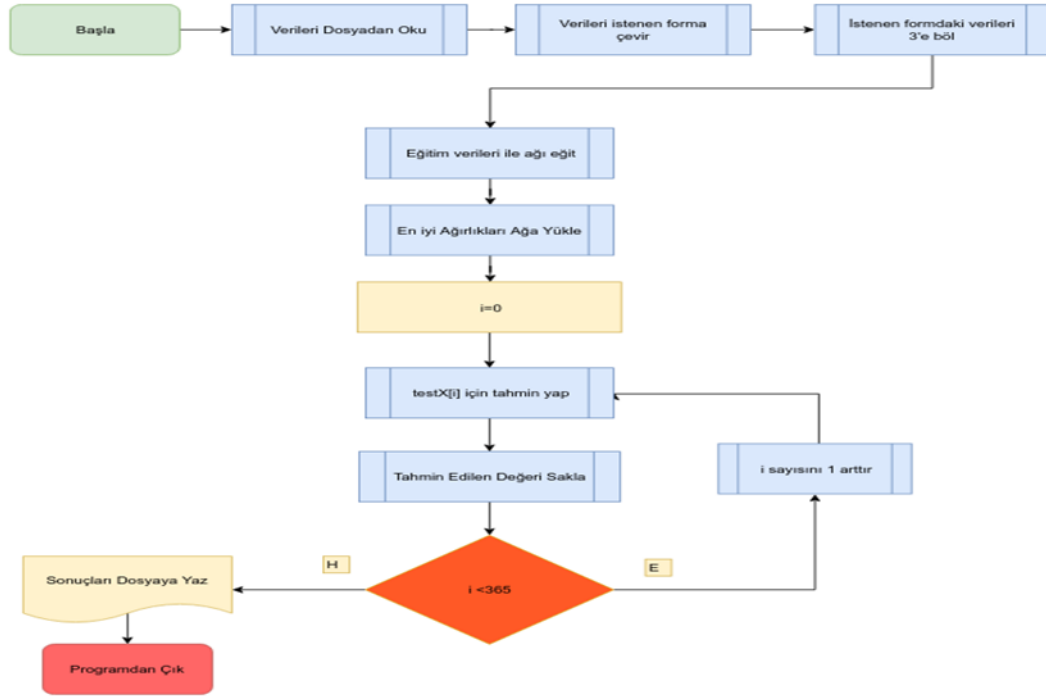 Başla
Verileri Dosyadan Oku
Verileri istenen forma
çevir
İstenen formdaki verileri
3'e böl
Eğitim verileri ile ağı eğit
En iyi Ağırlıkları Ağa Yükle
i=0
testX[i] için tahmin yap
Tahmin Edilen Değeri Sakla
i sayısını 1 arttır
H
E
i <365
Sonuçları Dosyaya Yaz
Programdan Çık